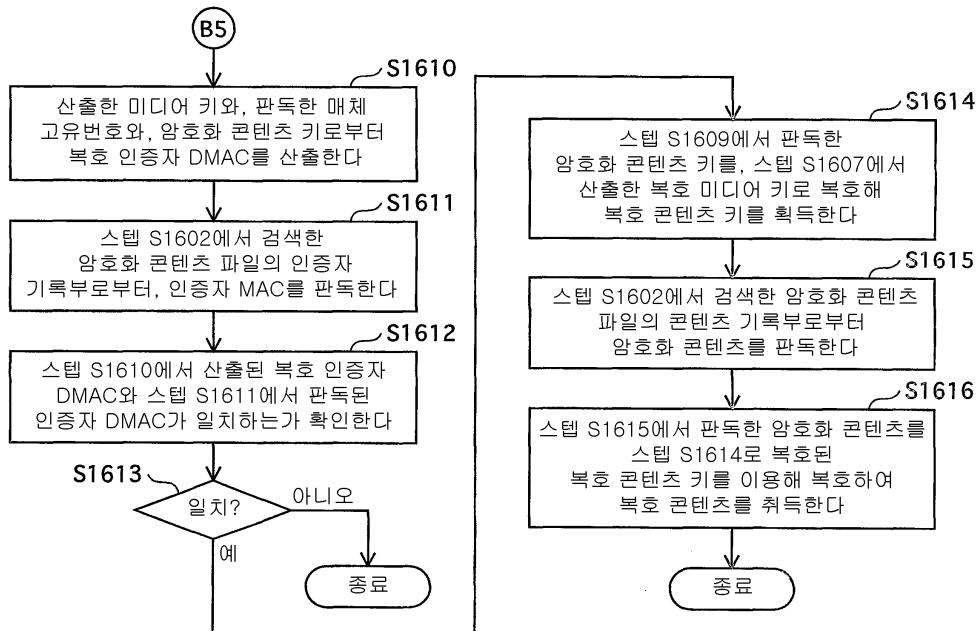 B5
S1610
산출한 미디어 키와, 판독한 매체
고유번호와, 암호화 콘텐츠 키로부터
복호 인증자 DMAC를 산출한다
S1611
스텝 S1602에서 검색한
암호화 콘텐츠 파일의 인증자
기록부로부터, 인증자 MAC를 판독한다
S1612
스텝 S1610에서 산출된 복호 인증자
DMAC와 스텝 S1611에서 판독된
인증자 DMAC가 일치하는가 확인한다
S1613
일치?
아니오
예
종료
S1614
스텝 S1609에서 판독한
암호화 콘텐츠 키를, 스텝 S1607에서
산출한 복호 미디어 키로 복호해
복호 콘텐츠 키를 획득한다
S1615
스텝 S1602에서 검색한 암호화 콘텐츠
파일의 콘텐츠 기록부로부터
암호화 콘텐츠를 판독한다
S1616
스텝 S1615에서 판독한 암호화 콘텐츠를
스텝 S1614로 복호된
복호 콘텐츠 키를 이용해 복호하여
복호 콘텐츠를 취득한다
종료